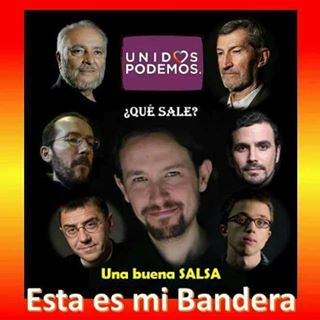 UNIDOS
PODEMOS.
¿QUÉ SALE?
Una buena SALSA
Esta es mi Bandera